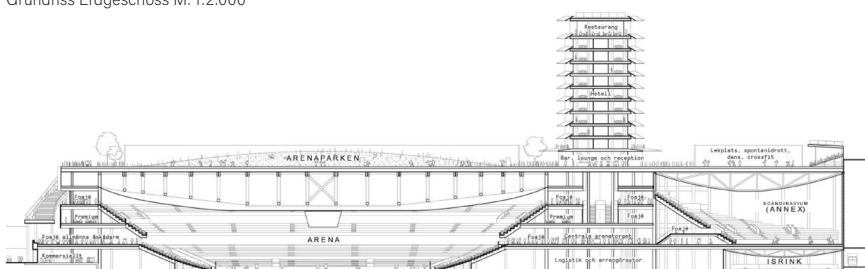 Grundriss Erdgeschoss M. 1:2.000
Restaurang
Hotell
ARENAPARKEN
Bar, lounge och reception
Lekplats, spontanidrott,
dans, crossfit
Foajé
Foajé
Foajé
SCANDINAVIUM
(ANNEX)
Premium
Premium
Foajé
Foajé
Foajé allmänna åskådare
ARENA
Foajé
Centrala arenatorget
Kommersiellt
Logistik och arrangörsytor
ISRINK